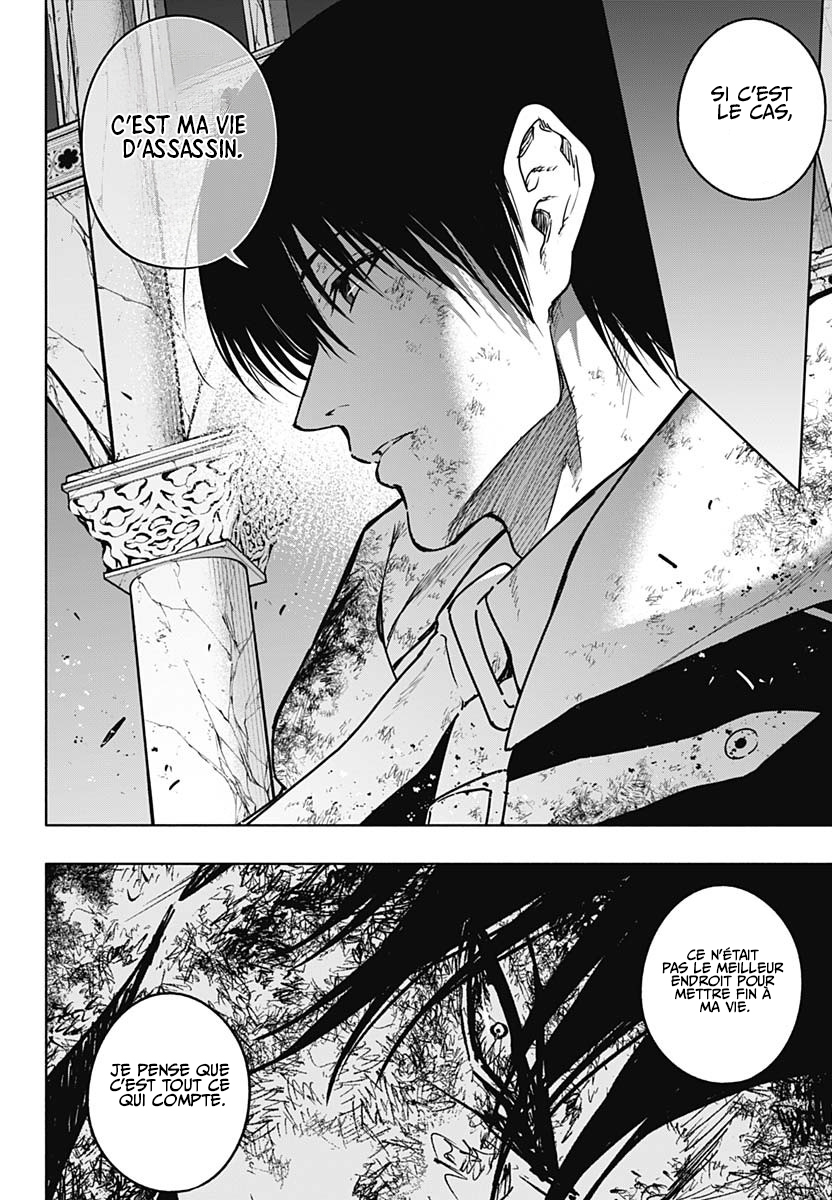 SI C'EST
LE CAS,
C'EST MA VIE
D'ASSASSIN.
CE N'ÉTAIT
PAS LE MEILLEUR
ENDROIT POUR
METTRE FIN À
MA VIE.
JE PENSE QUE
C'EST TOUT CE
QUI COMPTE.